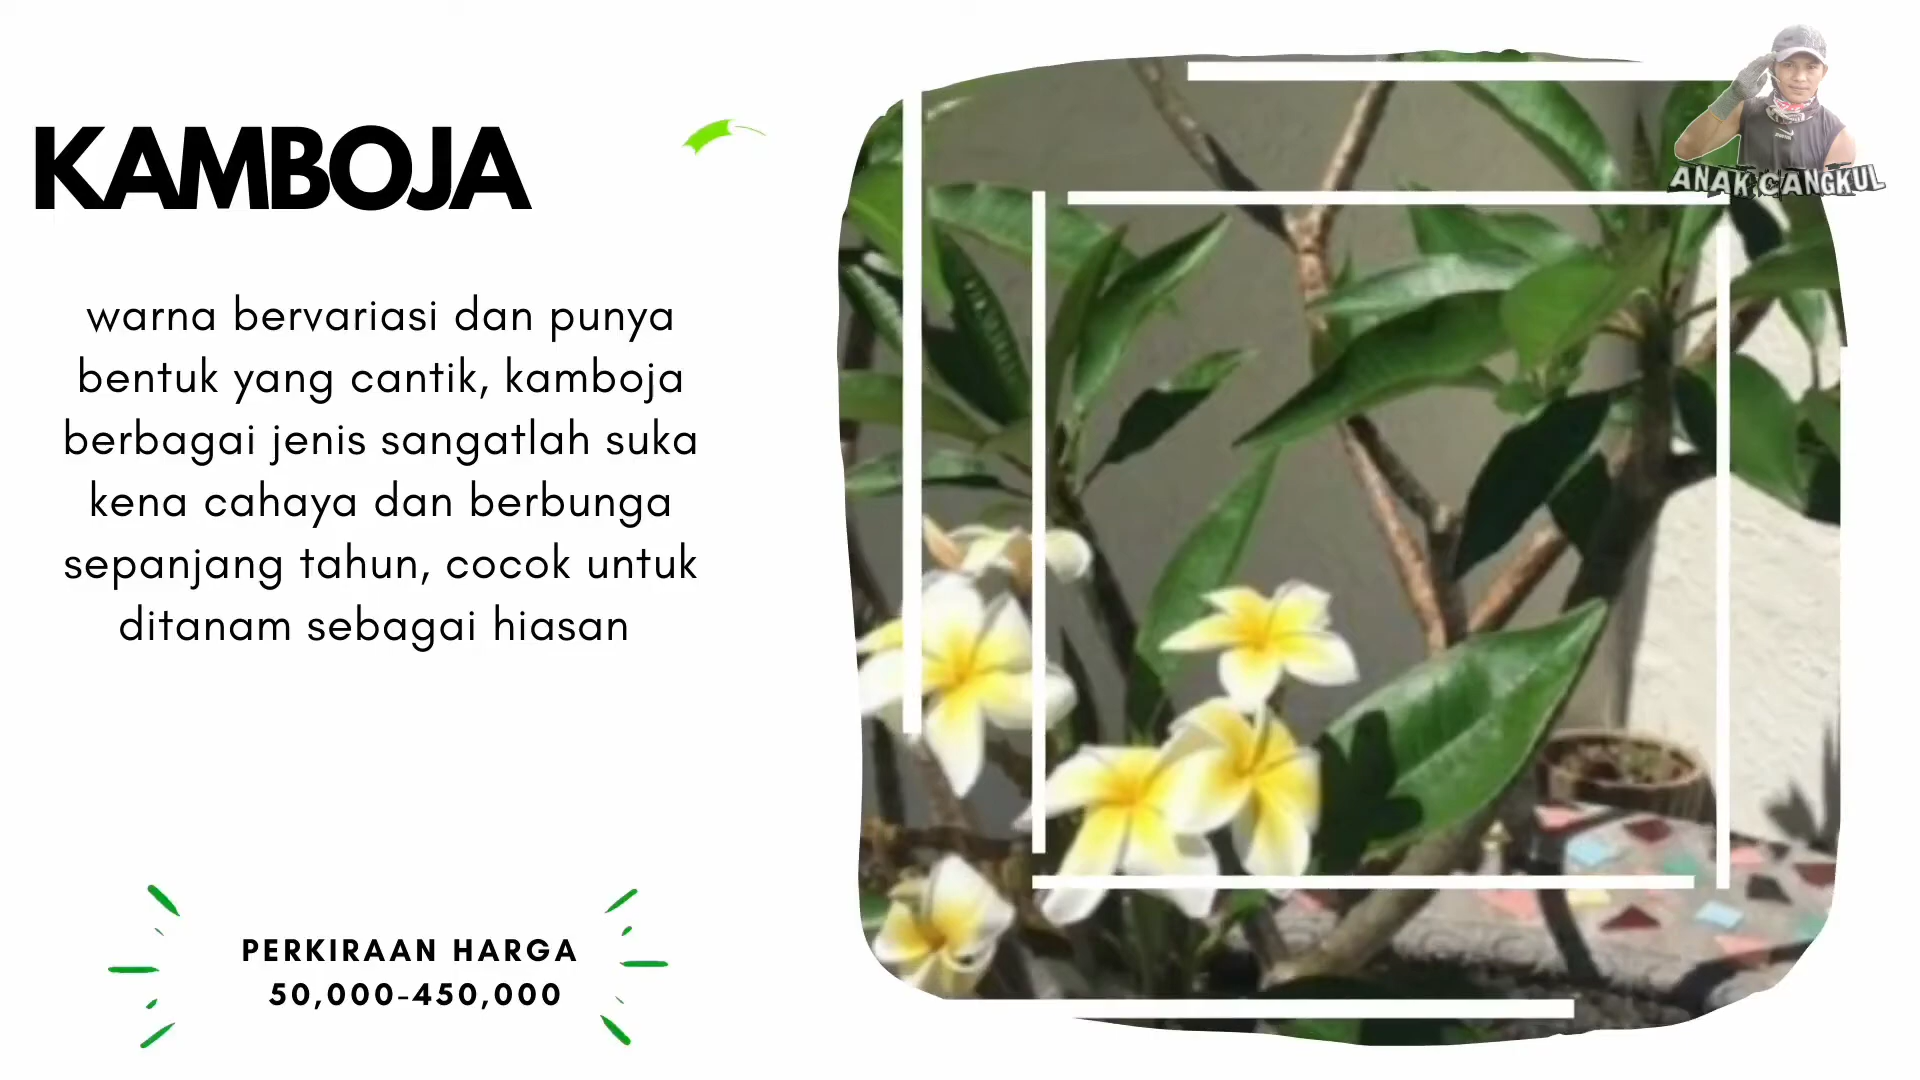 KAMBOJA
warna bervariasi dan punya
bentuk yang cantik, kamboja
berbagai jenis sangatlah suka
kena cahaya dan berbunga
sepanjang tahun, cocok untuk
ditanam sebagai hiasan
PERKIRAAN HARGA
50,000-450,000
ANAK CANGKUL